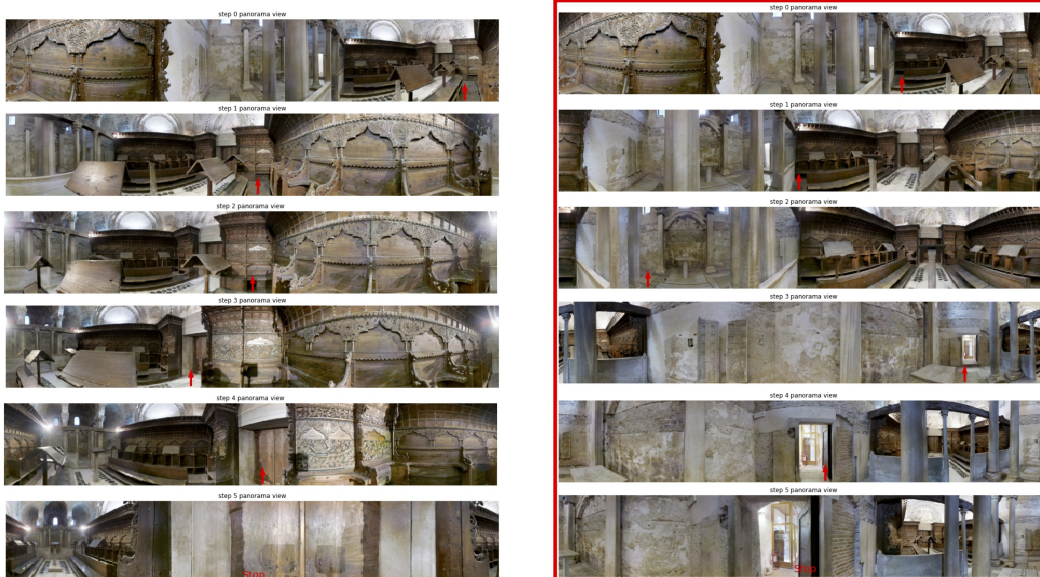 step 0 panorama view
step 1 panorama view
step 2 panorama view
step 3 panorama view
step 4 panorama view
step 5 panorama view
Stop
step 0 panorama view
step 1 panorama view
step 2 panorama view
step 3 panorama view
step 4 panorama view
step 5 panorama view
Stop